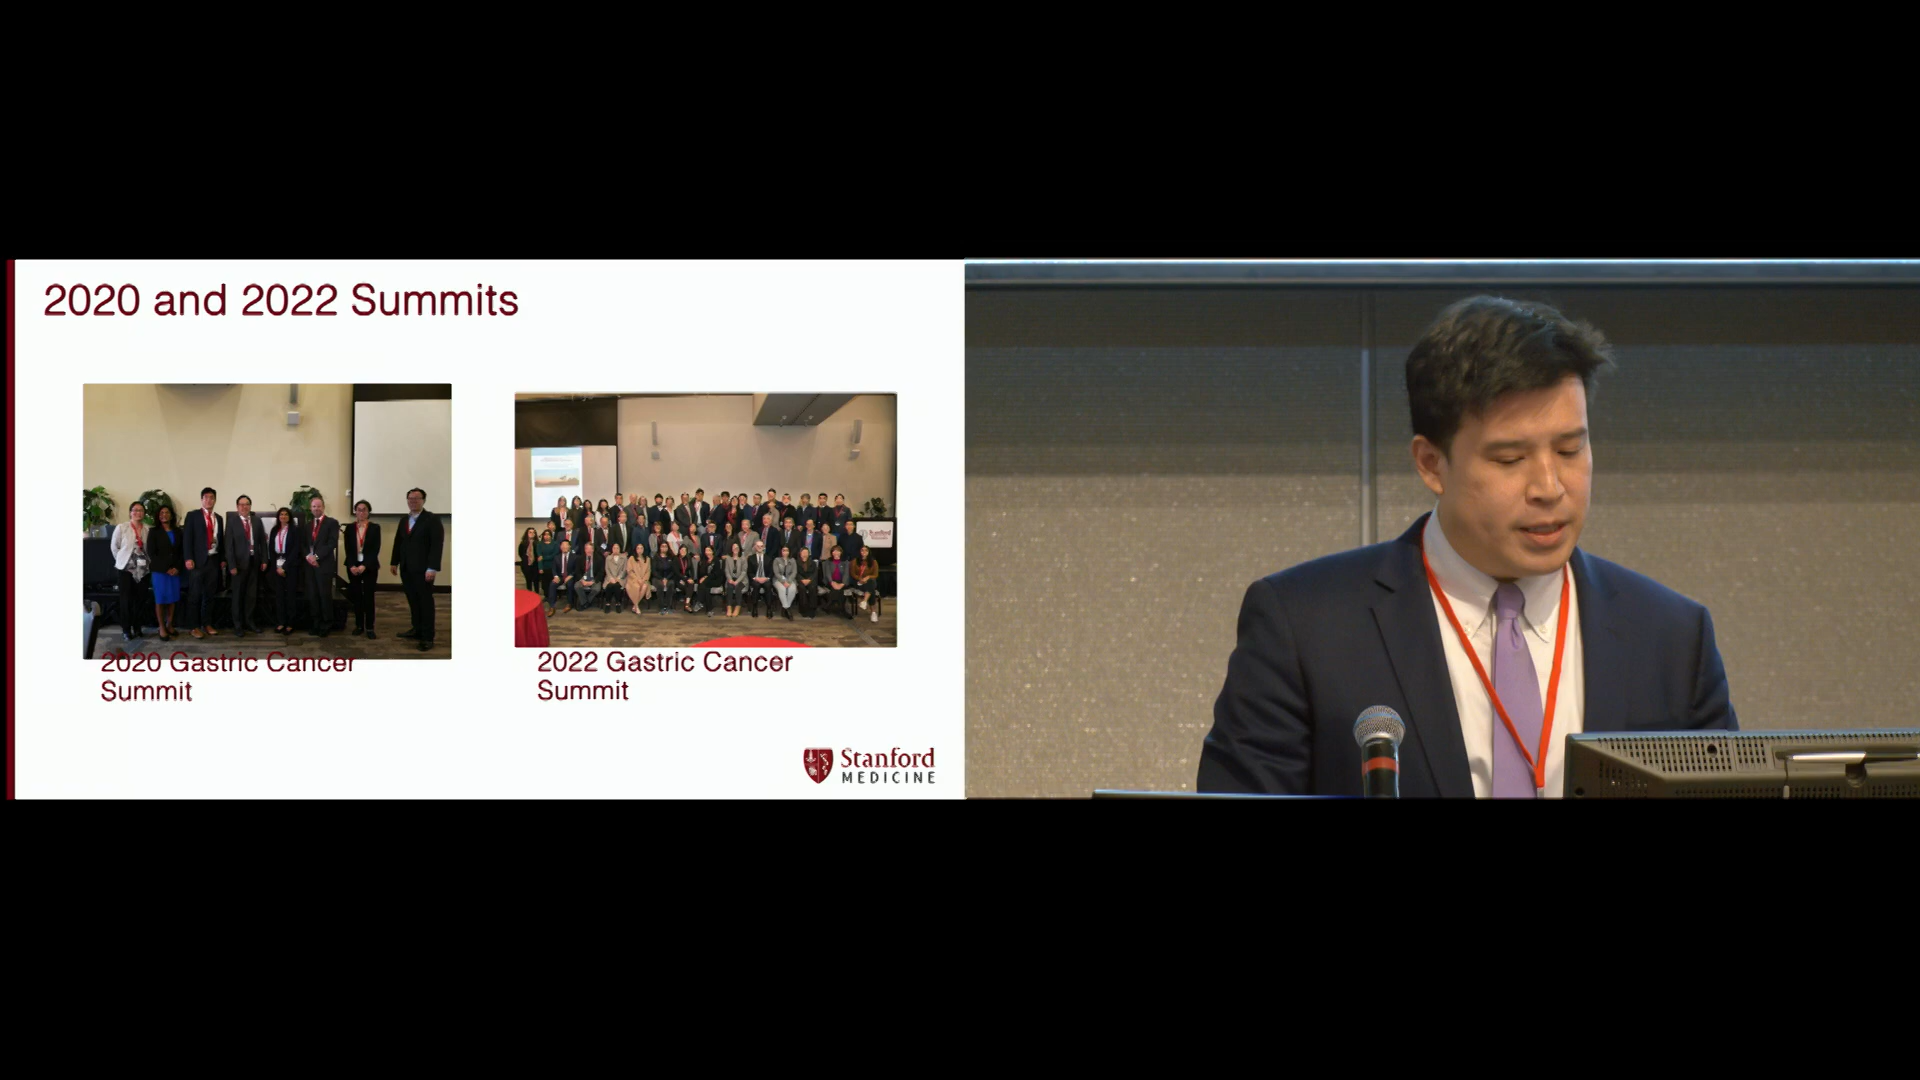 2020 and 2022 Summits
2020 Gastric Cancer
Summit
2022 Gastric Cancer
Summit
Stanford
MEDICINE